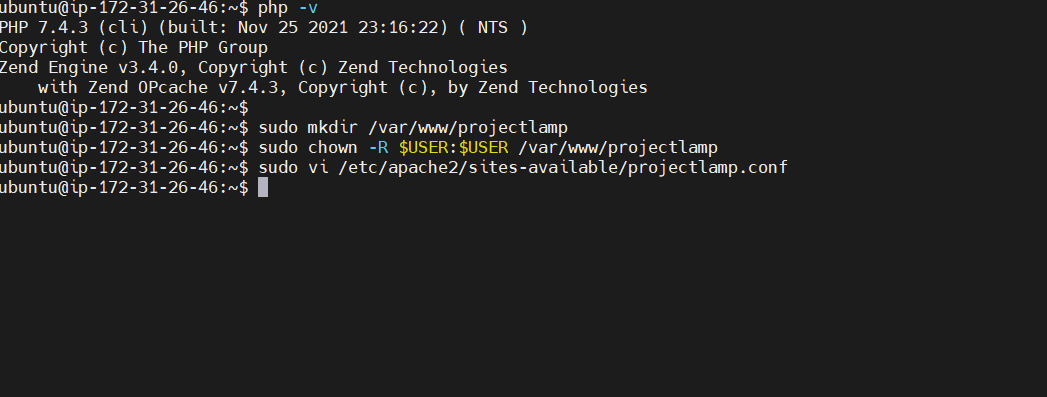 ubuntu@ip-172-31-26-46:~$ php -v
PHP 7.4.3 (cli) (built: Nov 25 2021 23:16:22) ( NTS )
Copyright (c) The PHP Group
Zend Engine v3.4.0, Copyright (c) Zend Technologies
    with Zend OPcache v7.4.3, Copyright (c), by Zend Technologies
ubuntu@ip-172-31-26-46:~$
ubuntu@ip-172-31-26-46:~$ sudo mkdir /var/www/projectlamp
ubuntu@ip-172-31-26-46:~$ sudo chown -R $USER:$USER /var/www/projectlamp
ubuntu@ip-172-31-26-46:~$ sudo vi /etc/apache2/sites-available/projectlamp.conf
ubuntu@ip-172-31-26-46:~$